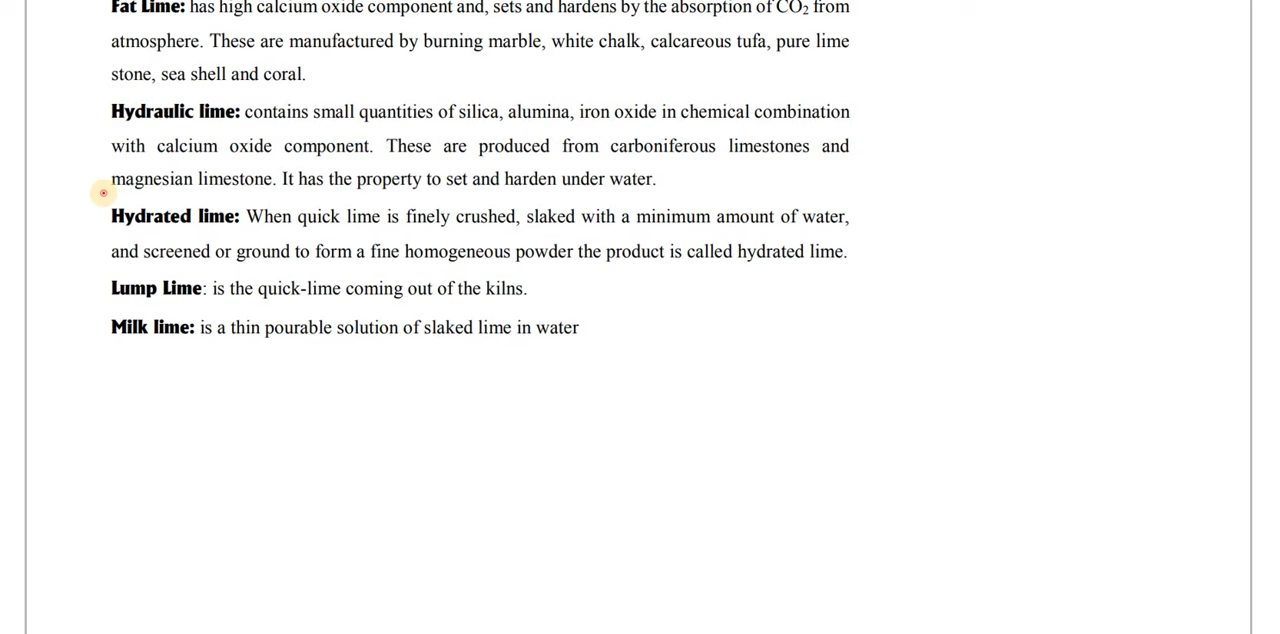 Fat Lime: has high calcium oxide component and, sets and hardens by the absorption of CO₂ from
atmosphere. These are manufactured by burning marble, white chalk, calcareous tufa, pure lime
stone, sea shell and coral.
Hydraulic lime: contains small quantities of silica, alumina, iron oxide in chemical combination
with calcium oxide component. These are produced from carboniferous limestones and
magnesian limestone. It has the property to set and harden under water.
Hydrated lime: When quick lime is finely crushed, slaked with a minimum amount of water,
and screened or ground to form a fine homogeneous powder the product is called hydrated lime.
Lump Lime: is the quick-lime coming out of the kilns.
Milk lime: is a thin pourable solution of slaked lime in water